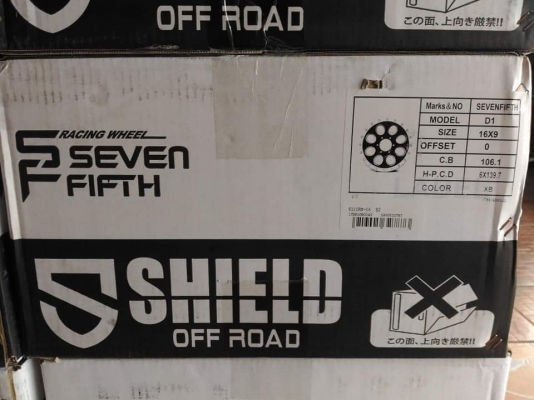 OFF ROAD
この面、上向き厳禁!!
RACING WHEEL
SEVEN
FIFTH
Marks & NO SEVENFIFTH
MODEL D1
SIZE 16X9
OFFSET 0
C.B 106.1
H-P.C.D 6X139.7
COLOR XB
SHIELD
OFF ROAD
この面、上向き厳禁!!